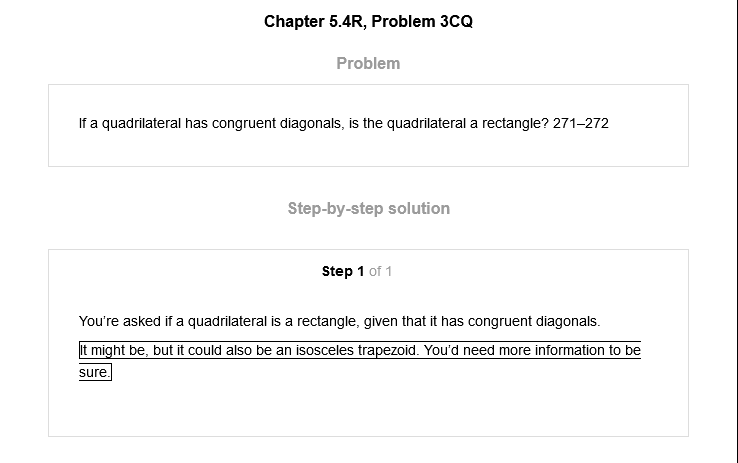 Chapter 5.4R, Problem 3CQ
Problem
If a quadrilateral has congruent diagonals, is the quadrilateral a rectangle? 271–272
Step-by-step solution
Step 1 of 1
You’re asked if a quadrilateral is a rectangle, given that it has congruent diagonals.
It might be, but it could also be an isosceles trapezoid. You’d need more information to be
sure.